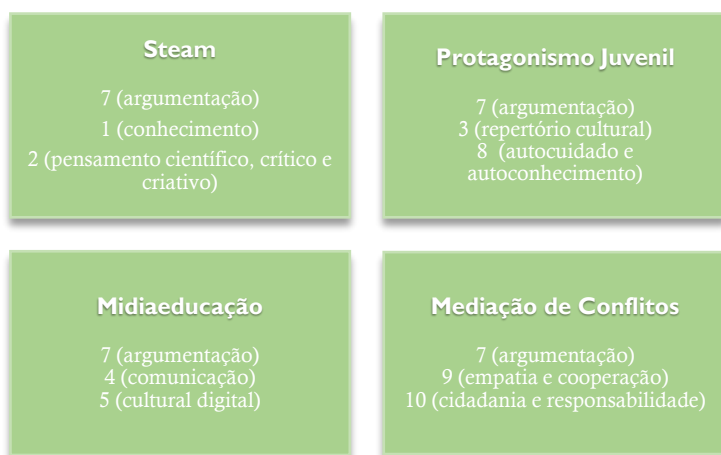 Steam
7 (argumentação)
1 (conhecimento)
2 (pensamento científico, crítico e
criativo)
Protagonismo Juvenil
7 (argumentação)
3 (repertório cultural)
8 (autocuidado e
autoconhecimento)
Midiaeducação
7 (argumentação)
4 (comunicação)
5 (cultural digital)
Mediação de Conflitos
7 (argumentação)
9 (empatia e cooperação)
10 (cidadania e responsabilidade)